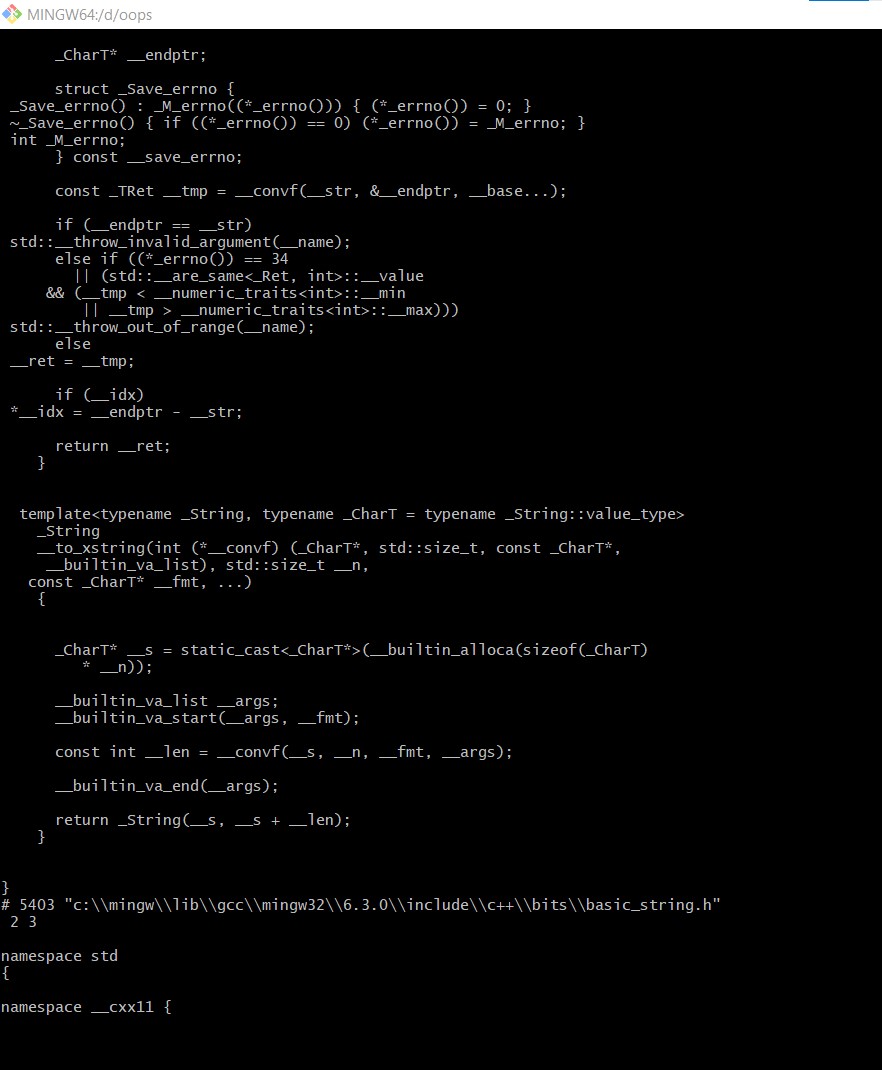 MINGW64:/d/oops
_CharT* __endptr;
struct _Save_errno {
_Save_errno() : _M_errno((*_errno())) { (*_errno()) = 0; }
~_Save_errno() { if ((*_errno()) == 0) (*_errno()) = _M_errno; }
int _M_errno;
} const __save_errno;
const _TRet __tmp = __convf(__str, &__endptr, __base...);
if (__endptr == __str)
std::__throw_invalid_argument(__name);
else if ((*_errno()) == 34
|| (std::__are_same<_Ret, int>::__value
&& (__tmp < __numeric_traits<int>::__min
|| __tmp > __numeric_traits<int>::__max)))
std::__throw_out_of_range(__name);
else
__ret = __tmp;
if (__idx)
*__idx = __endptr - __str;
return __ret;
}
template<typename _String, typename _CharT = typename _String::value_type>
_String
__to_xstring(int (*__convf) (_CharT*, std::size_t, const _CharT*,
__builtin_va_list), std::size_t __n,
const _CharT* __fmt, ...)
{
_CharT* __s = static_cast<_CharT*>(__builtin_alloca(sizeof(_CharT)
* __n));
__builtin_va_list __args;
__builtin_va_start(__args, __fmt);
const int __len = __convf(__s, __n, __fmt, __args);
__builtin_va_end(__args);
return _String(__s, __s + __len);
}
}
# 5403 "c:\\mingw\\lib\\gcc\\mingw32\\6.3.0\\include\\c++\\bits\\basic_string.h"
2 3
namespace std
{
namespace __cxx11 {